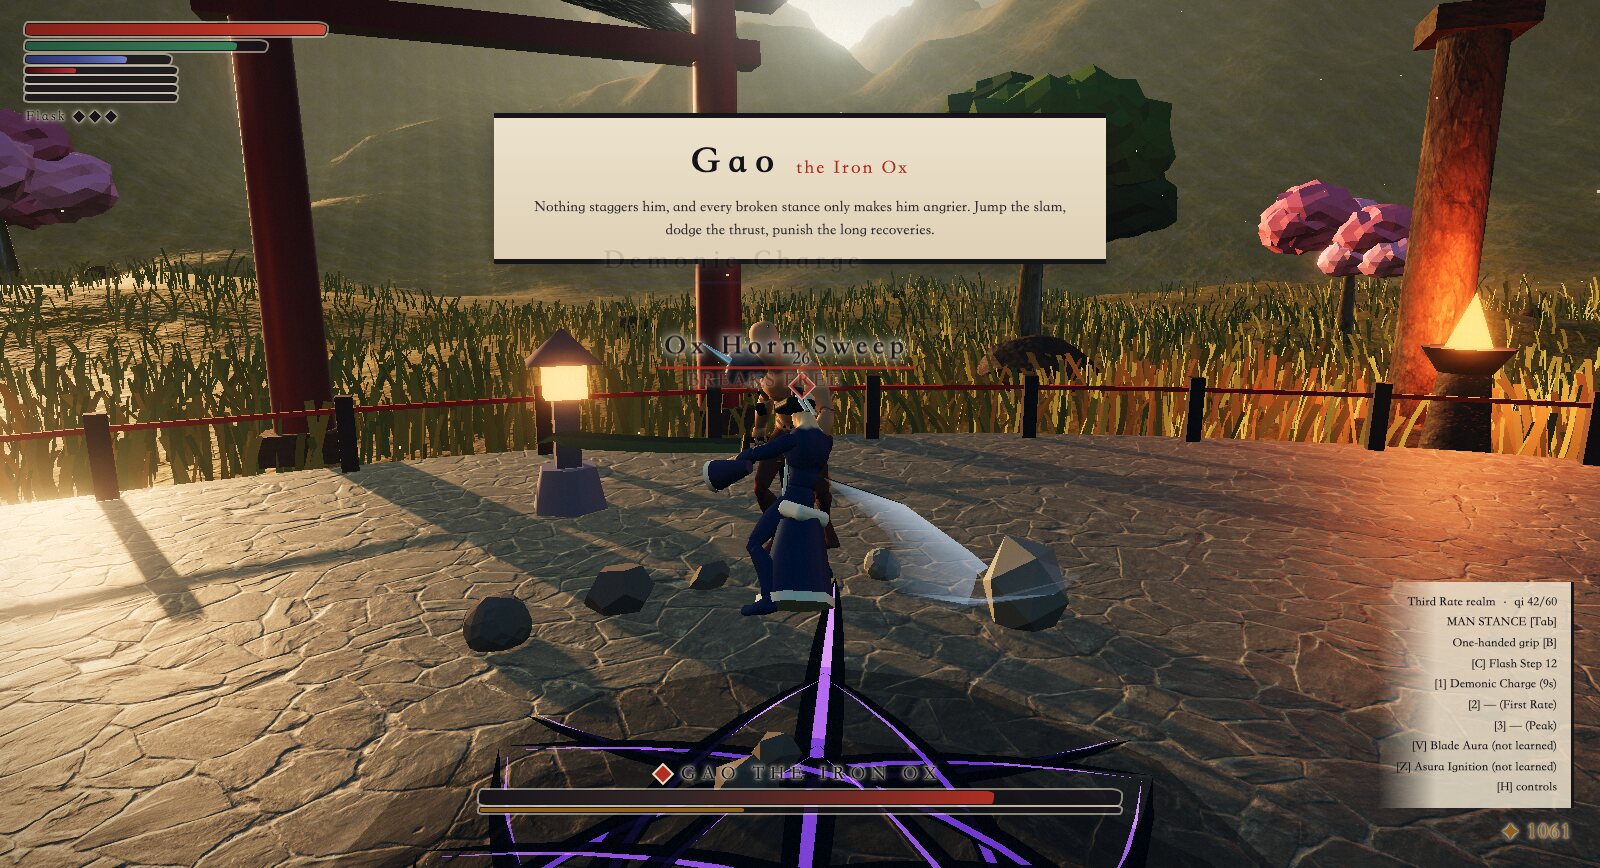 Flask
Gao the Iron Ox
Nothing staggers him, and every broken stance only makes him angrier. Jump the slam,
dodge the thrust, punish the long recoveries.
Demonic Charge
Ox Horn Sweep
26
Third Rate realm · qi 42/60
MAN STANCE [Tab]
One-handed grip [B]
[C] Flash Step 12
[1] Demonic Charge (9s)
[2] — (First Rate)
[3] — (Peak)
[V] Blade Aura (not learned)
[Z] Asura Ignition (not learned)
[H] controls
GAO THE IRON OX
1061